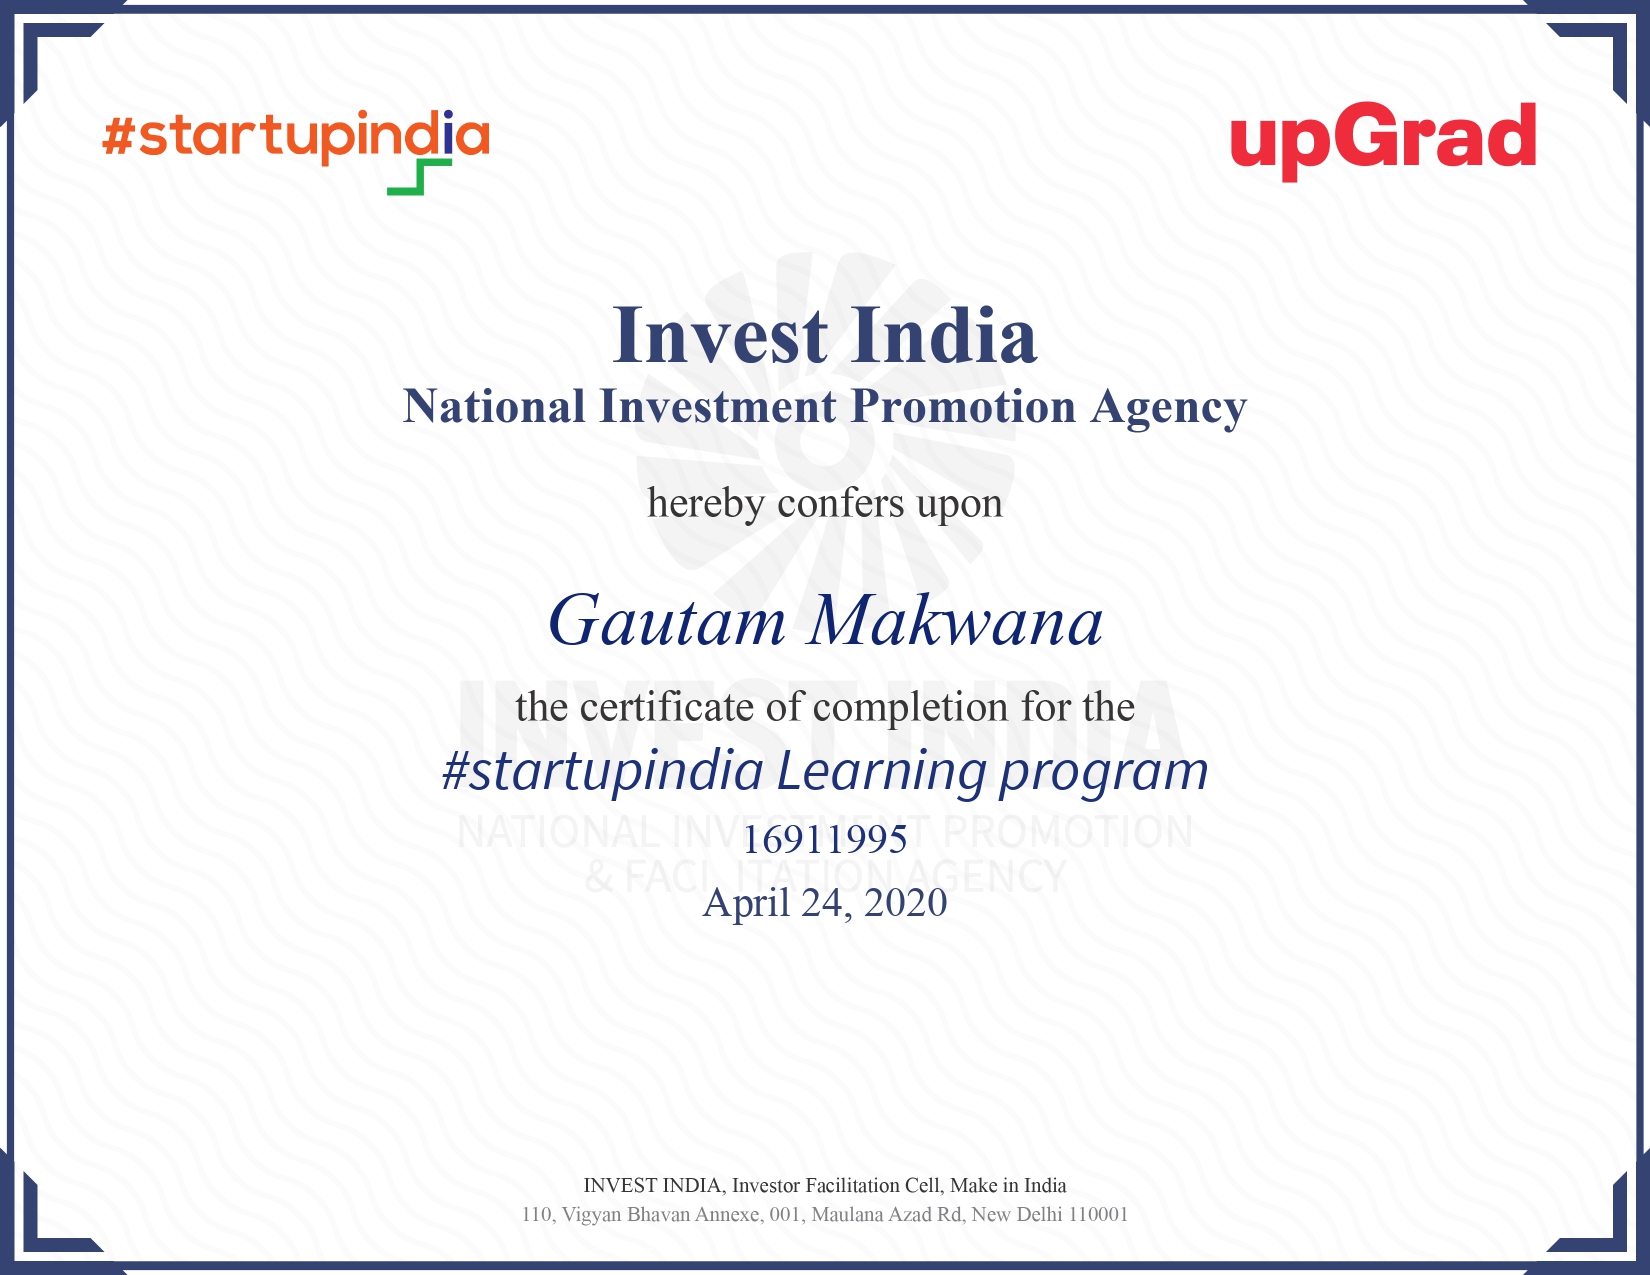 #startupindia
upGrad
Invest India
National Investment Promotion Agency
hereby confers upon
Gautam Makwana
INVEST INDIA
the certificate of completion for the
#startupindia Learning program
NATIONAL INVESTMENT PROMOTION
16911995
& FACILITATION AGENCY
April 24, 2020
INVEST INDIA, Investor Facilitation Cell, Make in India
110, Vigyan Bhavan Annexe, 001, Maulana Azad Rd, New Delhi 110001